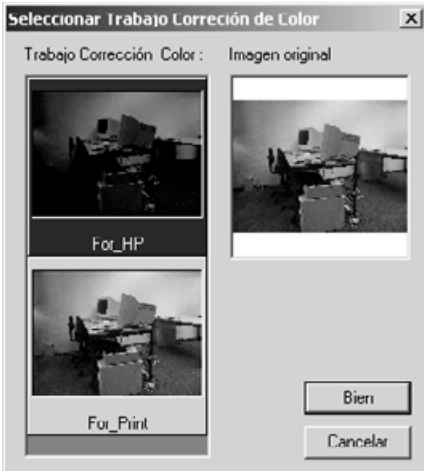 Seleccionar Trabajo Correción de Color
Trabajo Corrección Color :
Imagen original
For_HP
For_Print
Bien
Cancelar